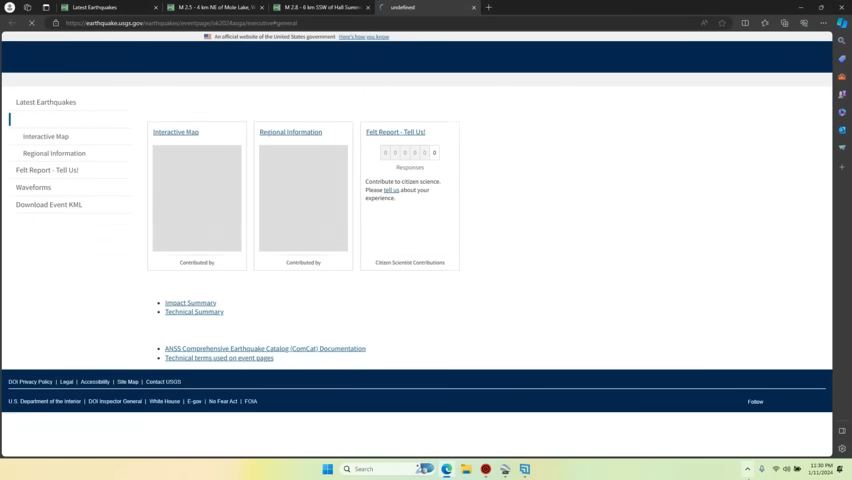 Latest Earthquakes
M 2.5 - 4 km NE of Mole Lake, W
M 2.8 - 6 km SSW of Hall Summi
undefined
https://earthquake.usgs.gov/earthquakes/eventpage/ok2024asga/executive#general
An official website of the United States government Here's how you know
Latest Earthquakes
Interactive Map
Regional Information
Felt Report - Tell Us!
Waveforms
Download Event KML
Interactive Map
Contributed by
Regional Information
Contributed by
Felt Report - Tell Us!
0 0 0 0 0 0
Responses
Contribute to citizen science.
Please tell us about your
experience.
Citizen Scientist Contributions
Impact Summary
Technical Summary
ANSS Comprehensive Earthquake Catalog (ComCat) Documentation
Technical terms used on event pages
DOI Privacy Policy | Legal | Accessibility | Site Map | Contact USGS
U.S. Department of the Interior | DOI Inspector General | White House | E-gov | No Fear Act | FOIA
Follow
Search
11:30 PM
1/11/2024